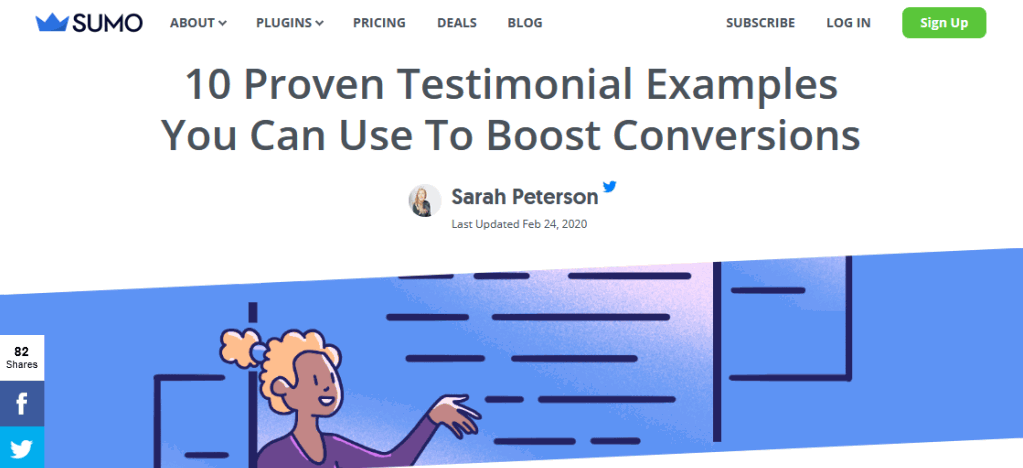 SUMO ABOUT PLUGINS PRICING DEALS BLOG SUBSCRIBE LOG IN Sign Up
10 Proven Testimonial Examples
You Can Use To Boost Conversions
Sarah Peterson
Last Updated Feb 24, 2020
82
Shares